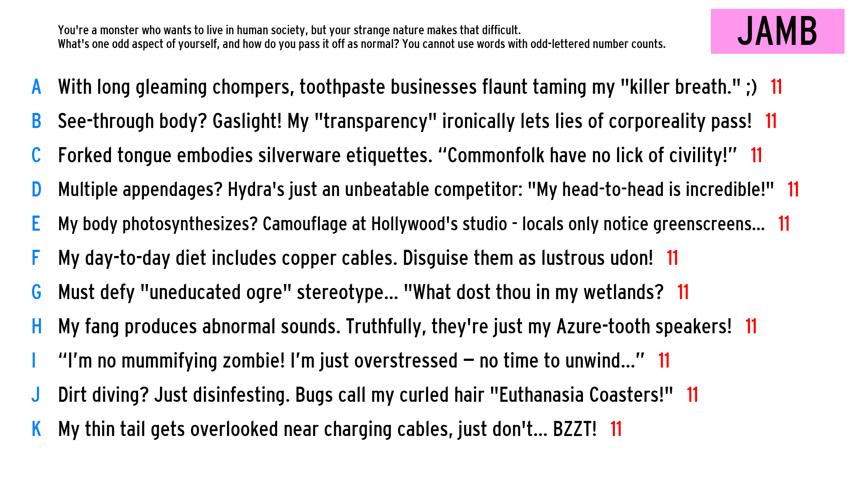 You're a monster who wants to live in human society, but your strange nature makes that difficult.
What's one odd aspect of yourself, and how do you pass it off as normal? You cannot use words with odd-lettered number counts.
JAMB
A With long gleaming chompers, toothpaste businesses flaunt taming my "killer breath." ;) 11
B See-through body? Gaslight! My "transparency" ironically lets lies of corporeality pass! 11
C Forked tongue embodies silverware etiquettes. “Commonfolk have no lick of civility!” 11
D Multiple appendages? Hydra's just an unbeatable competitor: "My head-to-head is incredible!" 11
E My body photosynthesizes? Camouflage at Hollywood's studio - locals only notice greenscreens... 11
F My day-to-day diet includes copper cables. Disguise them as lustrous udon! 11
G Must defy "uneducated ogre" stereotype... "What dost thou in my wetlands? 11
H My fang produces abnormal sounds. Truthfully, they're just my Azure-tooth speakers! 11
I “I’m no mummifying zombie! I’m just overstressed – no time to unwind...” 11
J Dirt diving? Just disinfesting. Bugs call my curled hair "Euthanasia Coasters!" 11
K My thin tail gets overlooked near charging cables, just don't... BZZT! 11